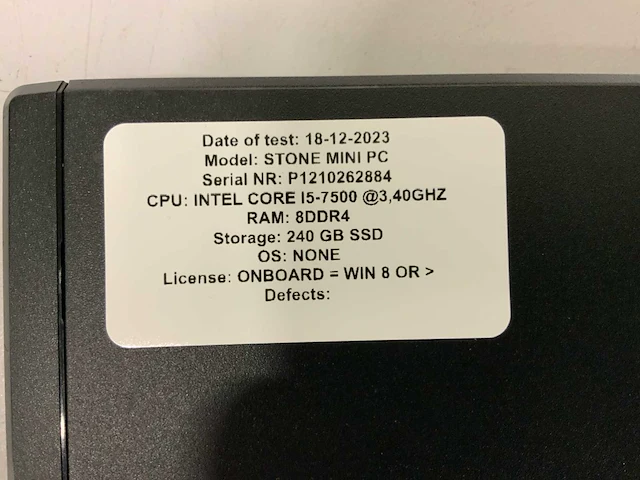 Date of test: 18-12-2023
Model: STONE MINI PC
Serial NR: P1210262884
CPU: INTEL CORE I5-7500 @3,40GHZ
RAM: 8DDR4
Storage: 240 GB SSD
OS: NONE
License: ONBOARD = WIN 8 OR >
Defects: